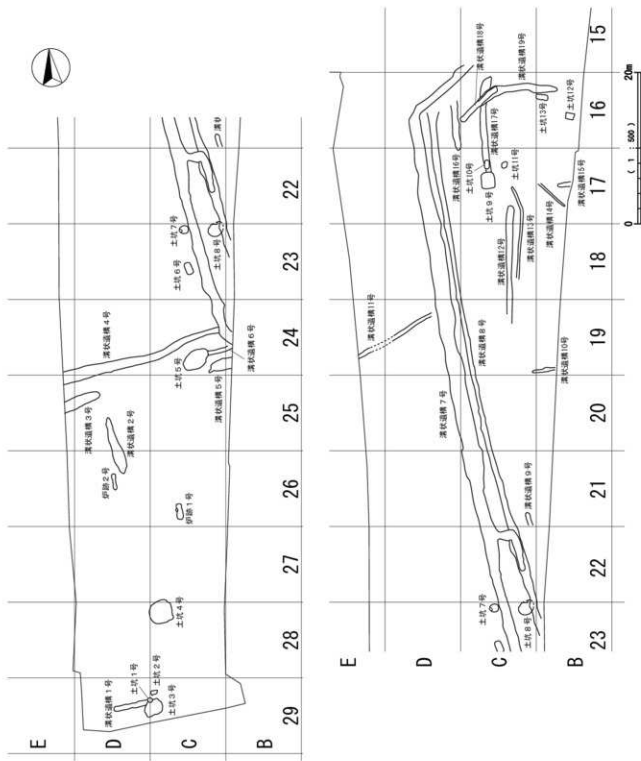 E
D
C
B
22
23
24
25
26
27
28
29
土坑7号
土坑8号
土坑6号
溝状遺構4号
土坑5号
溝状遺構5号
溝状遺構6号
溝状遺構3号
溝状遺構2号
炉跡2号
炉跡1号
土坑4号
溝状遺構1号
土坑1号
土坑2号
土坑3号
溝状
E
D
C
B
15
16
17
18
19
20
21
22
23
溝状遺構18号
溝状遺構19号
溝状遺構17号
溝状遺構16号
土坑13号
土坑12号
土坑10号
土坑11号
土坑9号
溝状遺構15号
溝状遺構14号
溝状遺構13号
溝状遺構12号
溝状遺構11号
溝状遺構8号
溝状遺構7号
溝状遺構10号
溝状遺構9号
土坑7号
土坑8号
0
(1:500)
20m